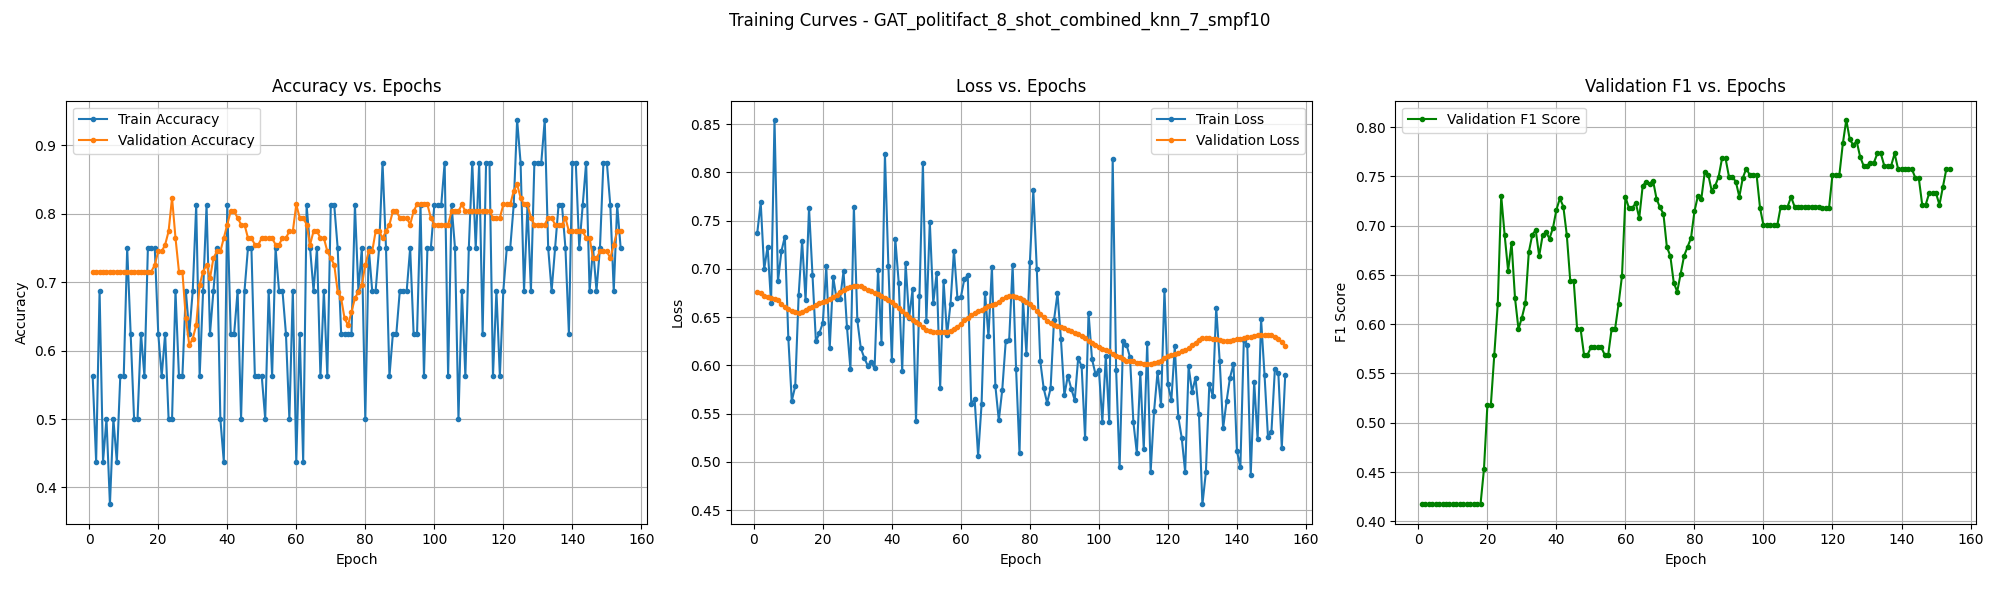 Training Curves - GAT_politifact_8_shot_combined_knn_7_smpf10
Accuracy vs. Epochs
Train Accuracy
Validation Accuracy
Accuracy
0.9
0.8
0.7
0.6
0.5
0.4
0 20 40 60 80 100 120 140 160
Epoch
Loss vs. Epochs
Train Loss
Validation Loss
Loss
0.85
0.80
0.75
0.70
0.65
0.60
0.55
0.50
0.45
0 20 40 60 80 100 120 140 160
Epoch
Validation F1 vs. Epochs
Validation F1 Score
F1 Score
0.80
0.75
0.70
0.65
0.60
0.55
0.50
0.45
0.40
0 20 40 60 80 100 120 140 160
Epoch